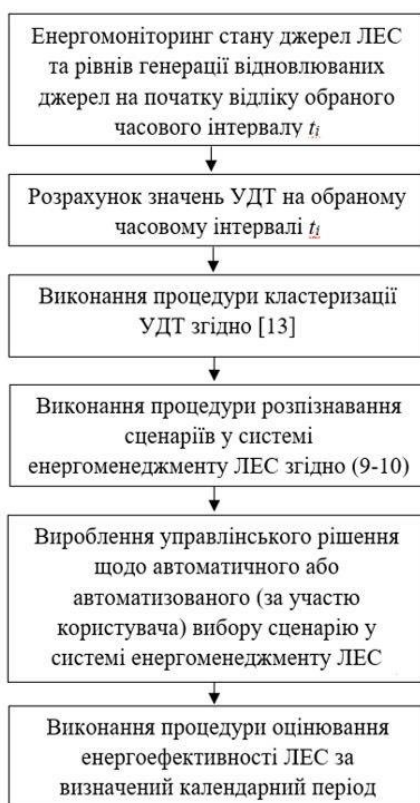 Енергомоніторинг стану джерел ЛЕС
та рівнів генерації відновлюваних
джерел на початку відліку обраного
часового інтервалу ti
Розрахунок значень УДТ на обраному
часовому інтервалі ti
Виконання процедури кластеризації
УДТ згідно [13]
Виконання процедури розпізнавання
сценаріїв у системі
енергоменеджменту ЛЕС згідно (9-10)
Вироблення управлінського рішення
щодо автоматичного або
автоматизованого (за участю
користувача) вибору сценарію у
системі енергоменеджменту ЛЕС
Виконання процедури оцінювання
енергоефективності ЛЕС за
визначений календарний період